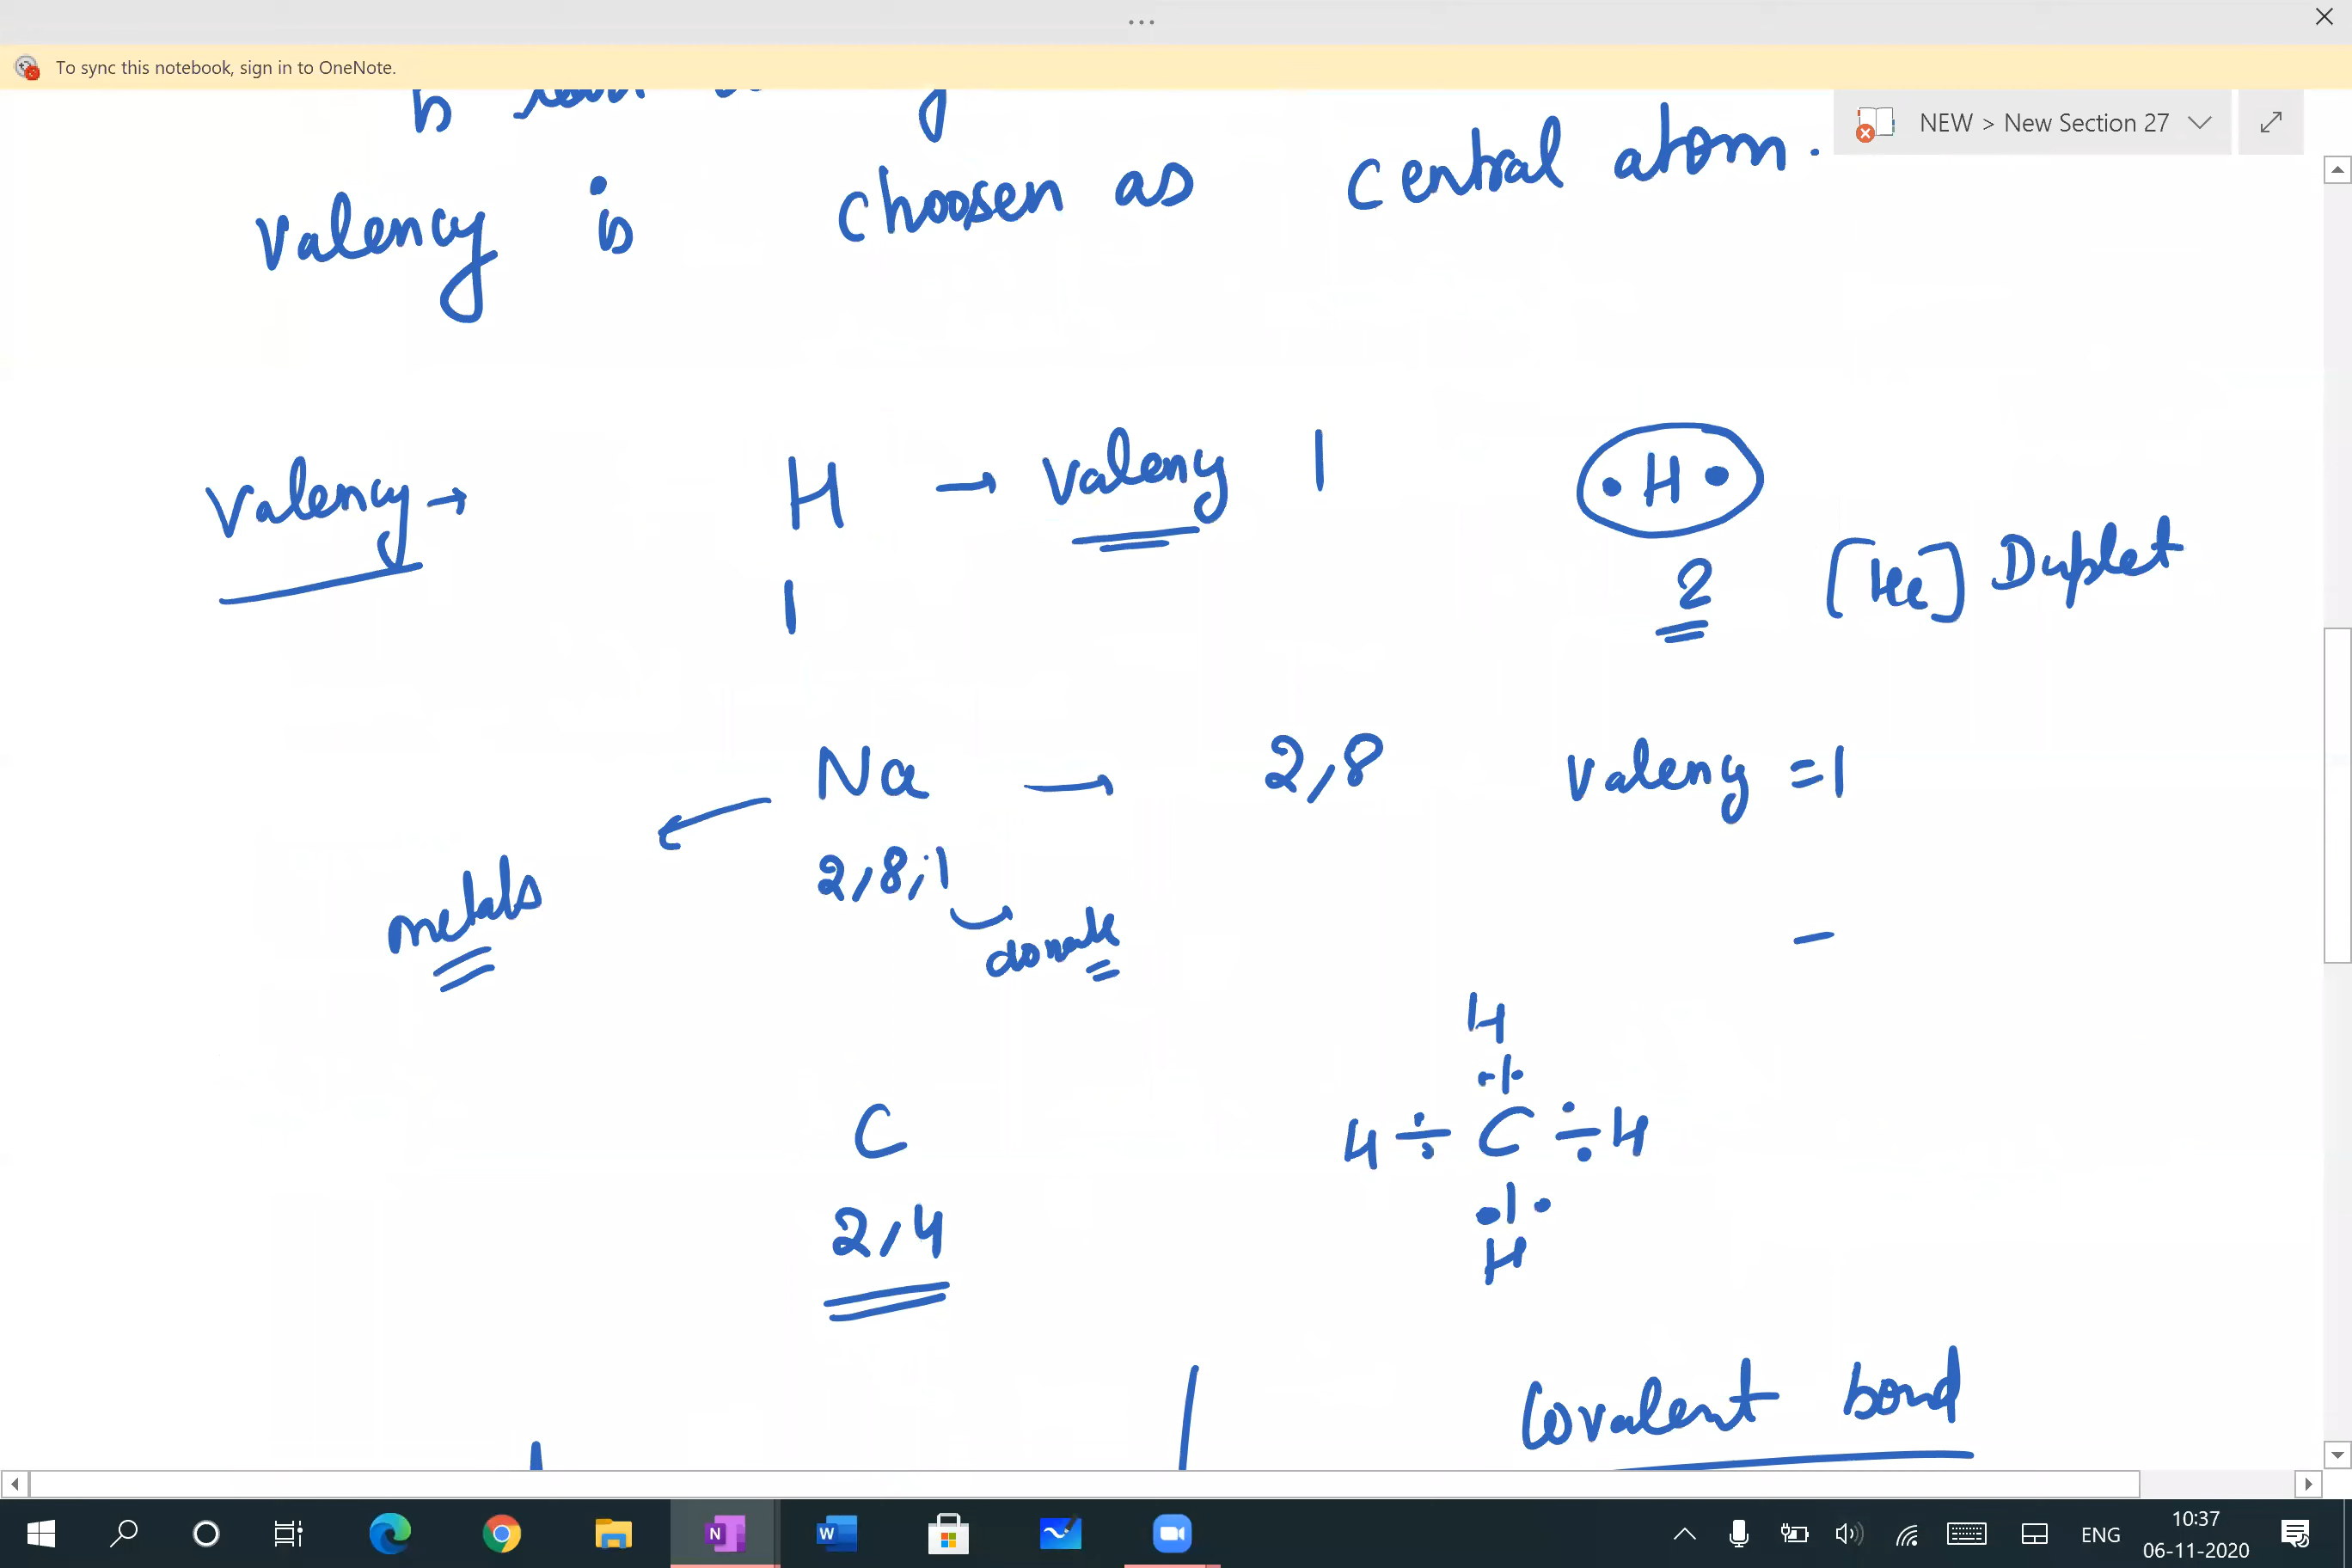 To sync this notebook, sign in to OneNote.
NEW > New Section 27
valency is choosen as central atom.
Valency → H → Valeny 1 •H•
1 2 [He] Duplet
Na → 2,8 Valeny = 1
metals 2,8,1
donate
H
C H C H
2,4 H
Covalent bond
N W
ENG 10:37
06-11-2020